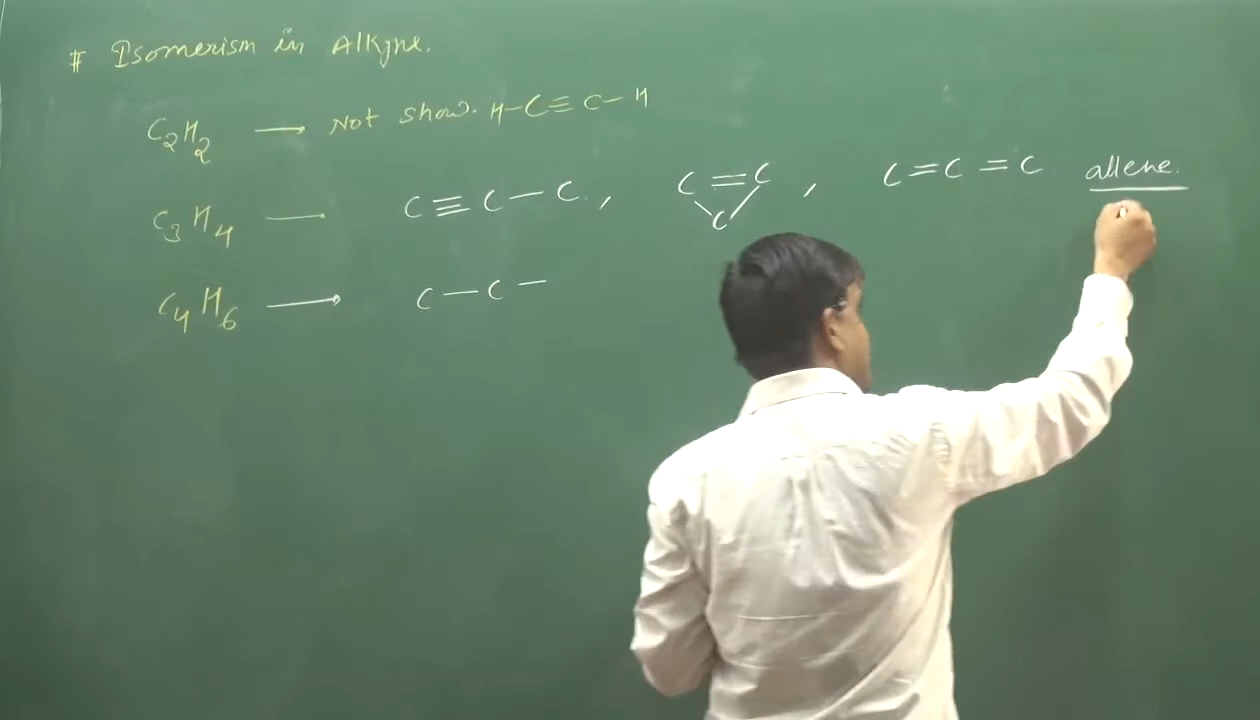 # Isomerism in Alkyne.
C₂H₂ → Not show. H-C≡C-H
C₃H₄ — C≡C-C, C=C C, C=C=C allene.
C₄H₆ → C-C-